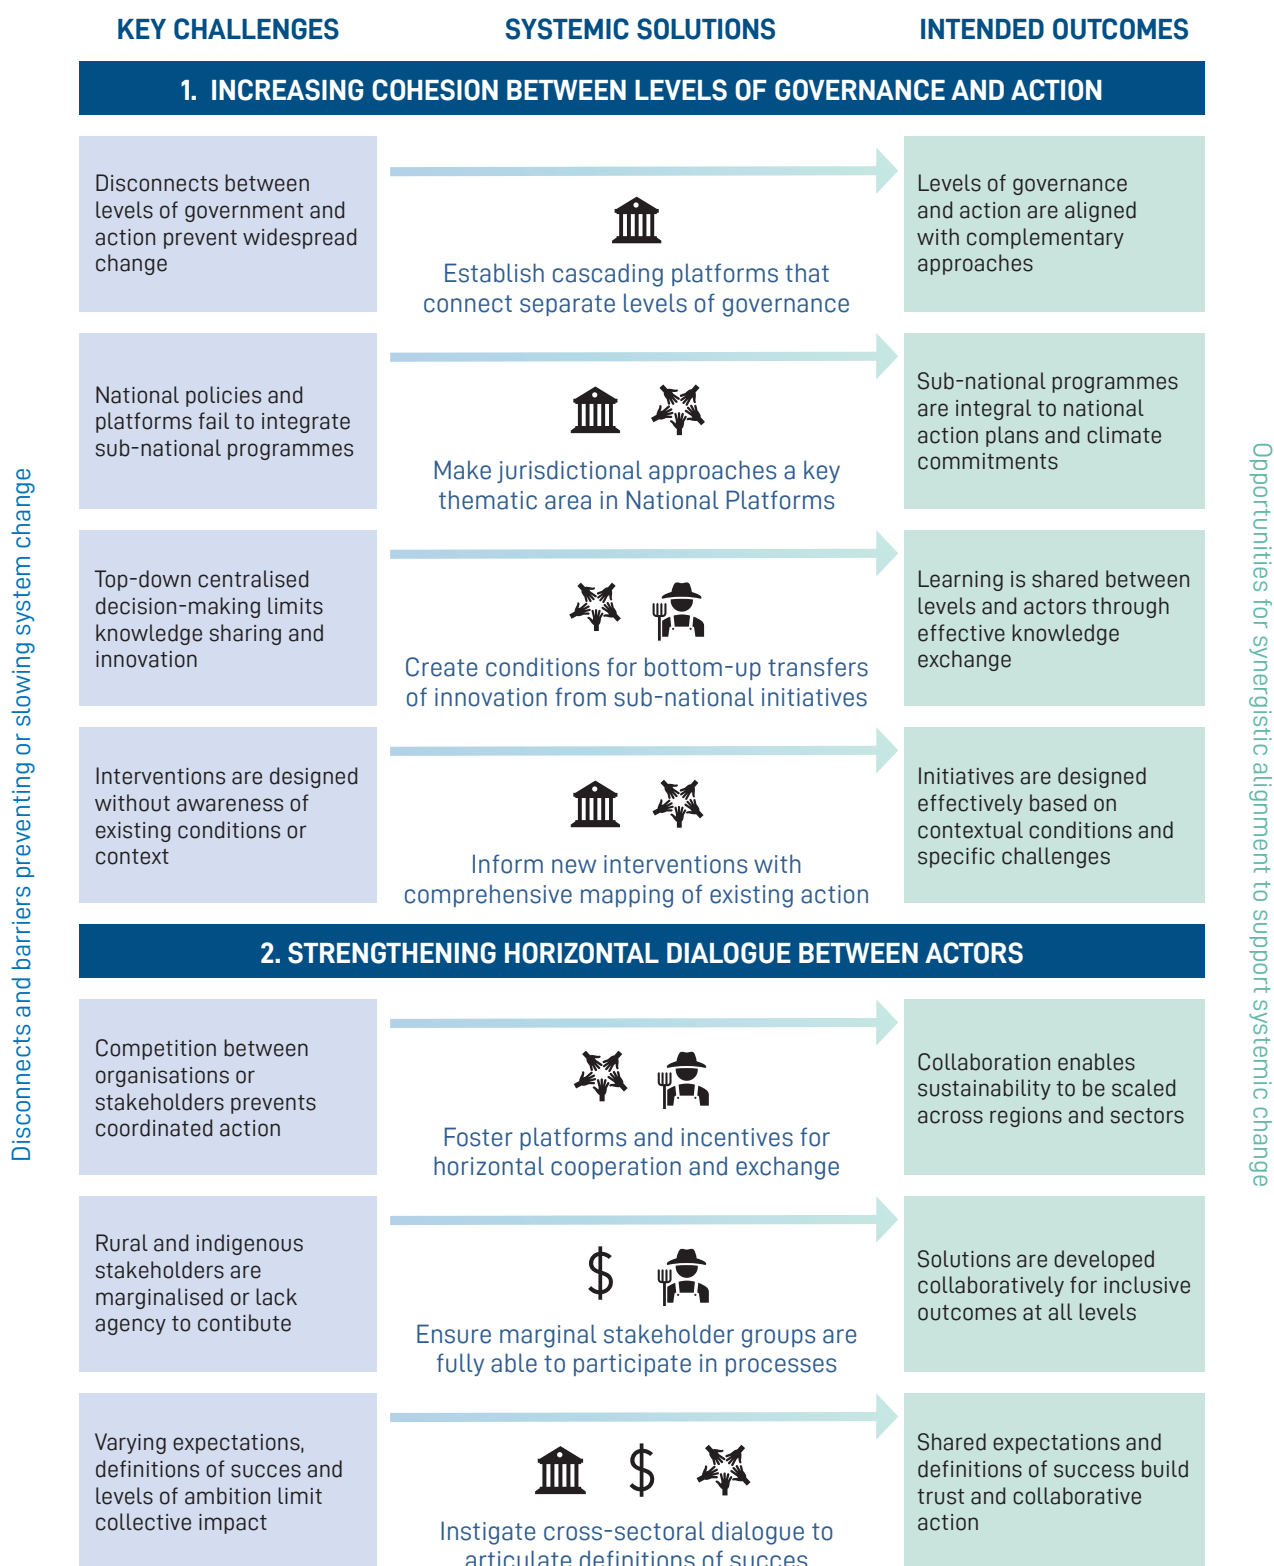 KEY CHALLENGES
SYSTEMIC SOLUTIONS
INTENDED OUTCOMES
1. INCREASING COHESION BETWEEN LEVELS OF GOVERNANCE AND ACTION
Disconnects between
levels of government and
action prevent widespread
change
Establish cascading platforms that
connect separate levels of governance
Levels of governance
and action are aligned
with complementary
approaches
National policies and
platforms fail to integrate
sub-national programmes
Make jurisdictional approaches a key
thematic area in National Platforms
Sub-national programmes
are integral to national
action plans and climate
commitments
Top-down centralised
decision-making limits
knowledge sharing and
innovation
Create conditions for bottom-up transfers
of innovation from sub-national initiatives
Learning is shared between
levels and actors through
effective knowledge
exchange
Interventions are designed
without awareness of
existing conditions or
context
Inform new interventions with
comprehensive mapping of existing action
Initiatives are designed
effectively based on
contextual conditions and
specific challenges
2. STRENGTHENING HORIZONTAL DIALOGUE BETWEEN ACTORS
Competition between
organisations or
stakeholders prevents
coordinated action
Foster platforms and incentives for
horizontal cooperation and exchange
Collaboration enables
sustainability to be scaled
across regions and sectors
Rural and indigenous
stakeholders are
marginalised or lack
agency to contibute
$
Ensure marginal stakeholder groups are
fully able to participate in processes
Solutions are developed
collaboratively for inclusive
outcomes at all levels
Varying expectations,
definitions of succes and
levels of ambition limit
collective impact
$
Instigate cross-sectoral dialogue to
articulate definitions of succes
Shared expectations and
definitions of success build
trust and collaborative
action
Disconnects and barriers preventing or slowing system change
Opportunities for synergistic alignment to support systemic change